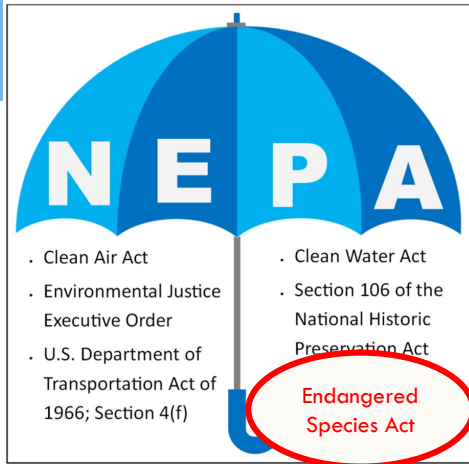 NEPA
• Clean Air Act
• Environmental Justice
Executive Order
• U.S. Department of
Transportation Act of
1966; Section 4(f)
• Clean Water Act
• Section 106 of the
National Historic
Preservation Act
Endangered
Species Act